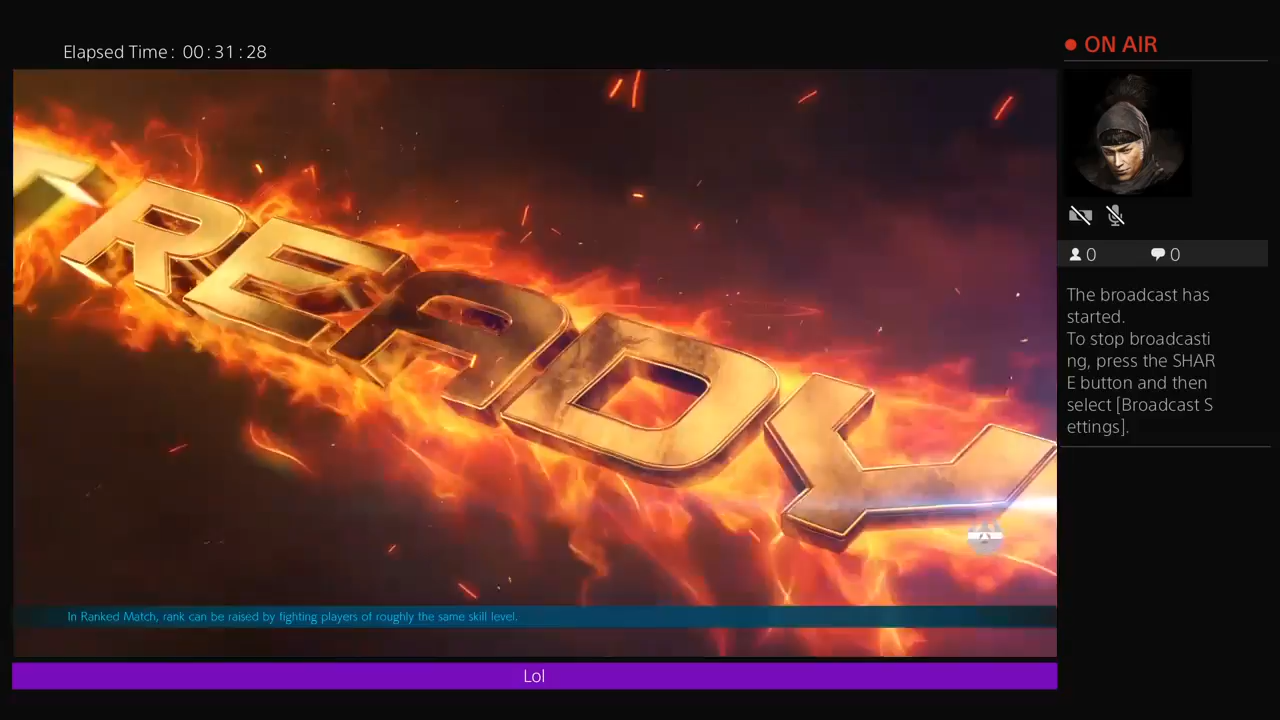 Elapsed Time: 00:31:28
ON AIR
READY
0 0
The broadcast has
started.
To stop broadcasti
ng, press the SHAR
E button and then
select [Broadcast S
ettings].
In Ranked Match, rank can be raised by fighting players of roughly the same skill level.
Lol